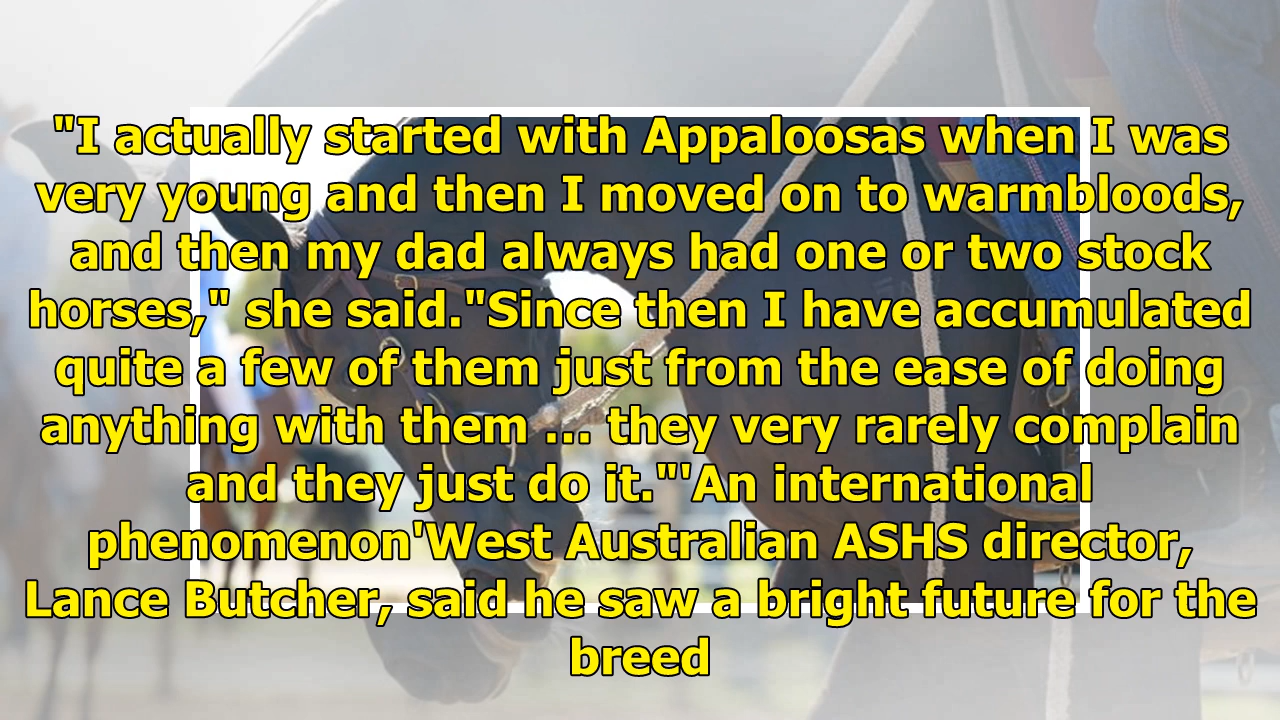 "I actually started with Appaloosas when I was
very young and then I moved on to warmbloods,
and then my dad always had one or two stock
horses," she said."Since then I have accumulated
quite a few of them just from the ease of doing
anything with them ... they very rarely complain
and they just do it."'An international
phenomenon'West Australian ASHS director,
Lance Butcher, said he saw a bright future for the
breed